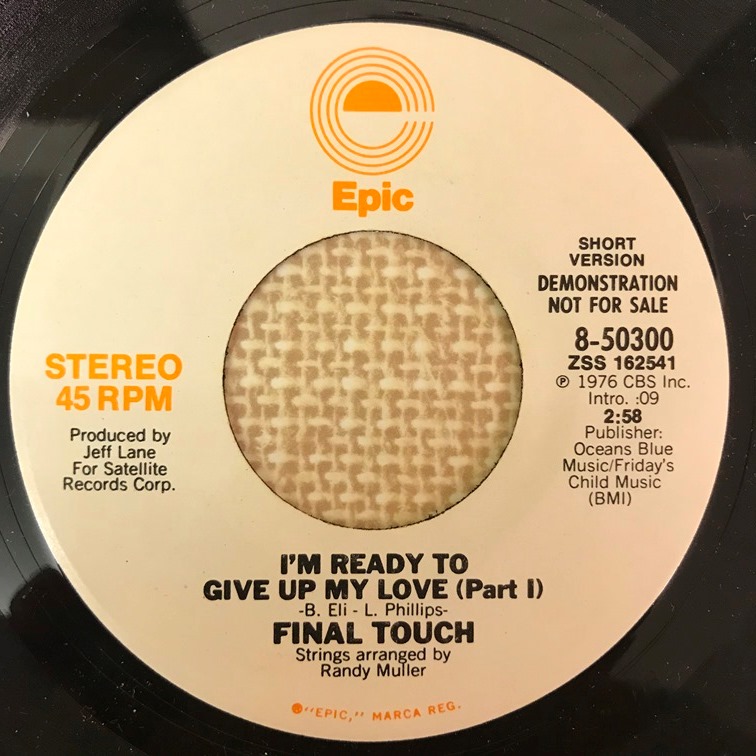 Epic
SHORT
VERSION
DEMONSTRATION
NOT FOR SALE
8-50300
ZSS 162541
℗ 1976 CBS Inc.
Intro. :09
2:58
Publisher:
Oceans Blue
Music/Friday's
Child Music
(BMI)
STEREO
45 RPM
Produced by
Jeff Lane
For Satellite
Records Corp.
I'M READY TO
GIVE UP MY LOVE (Part I)
-B. Eli - L. Phillips-
FINAL TOUCH
Strings arranged by
Randy Muller
®"EPIC," MARCA REG.